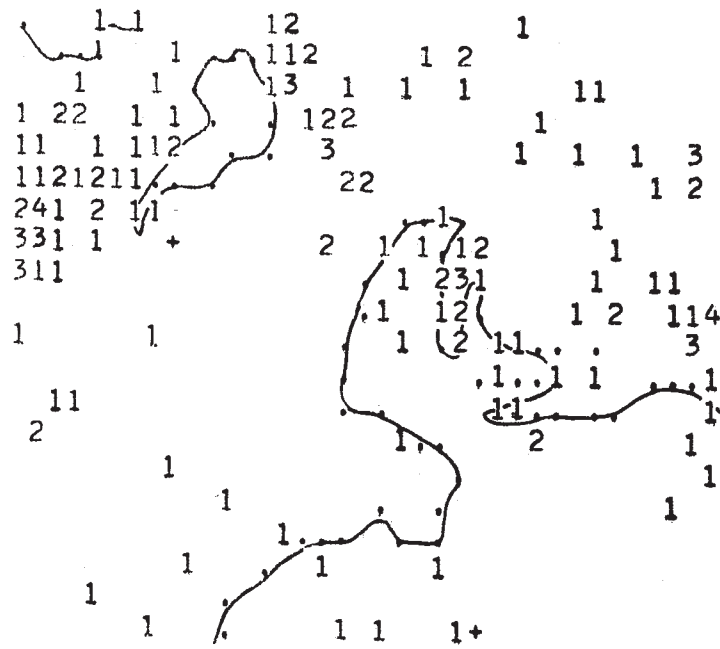 1 1 12 1
1 1 112 1 2
1 1 13 1 1 1 11
1 22 1 1 122 1
11 1 112 3 1 1 1 3
1121211 22 1 2
241 2 11 1 1
331 1 + 2 1 1 12 1
311 1 231 1 11
1 12 1 2 114
1 1 1 2 11 3
1 1 1 1
11 11 1
2 1 2 1
1 1
1 1
1
1 1 1
1
1 1 1 1+